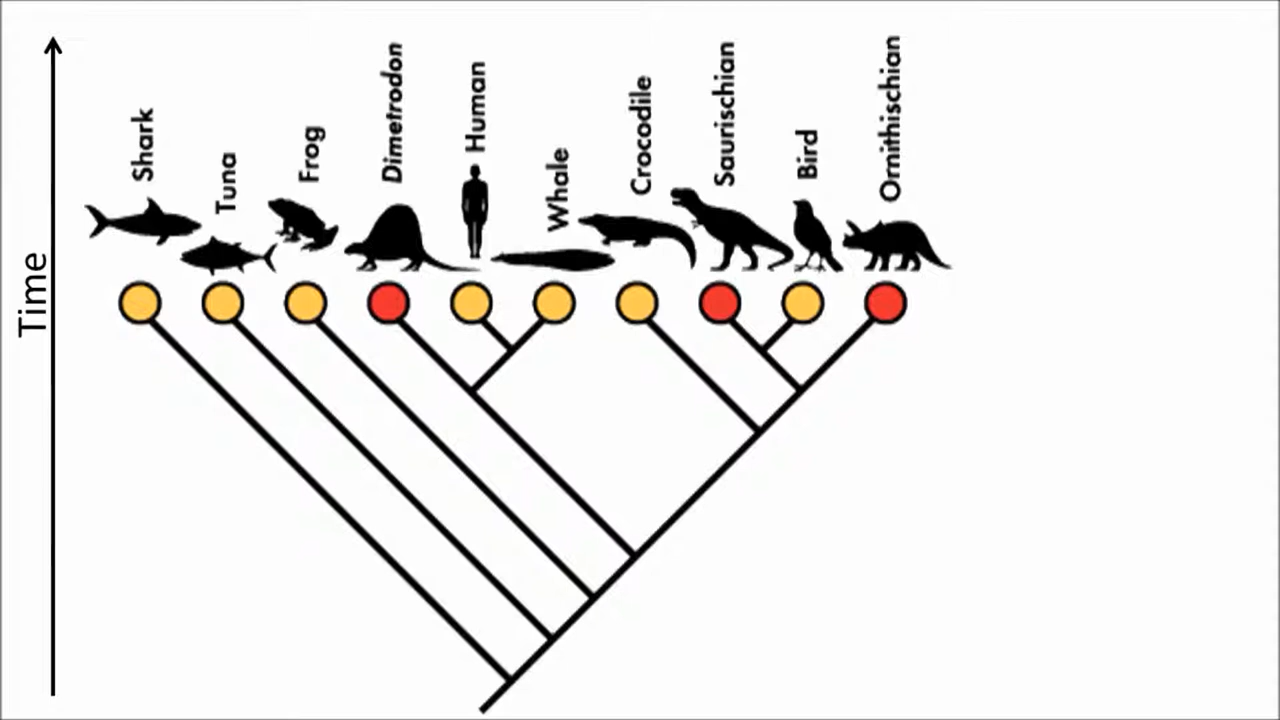 Time
Shark
Tuna
Frog
Dimetrodon
Human
Whale
Crocodile
Saurischian
Bird
Ornithischian